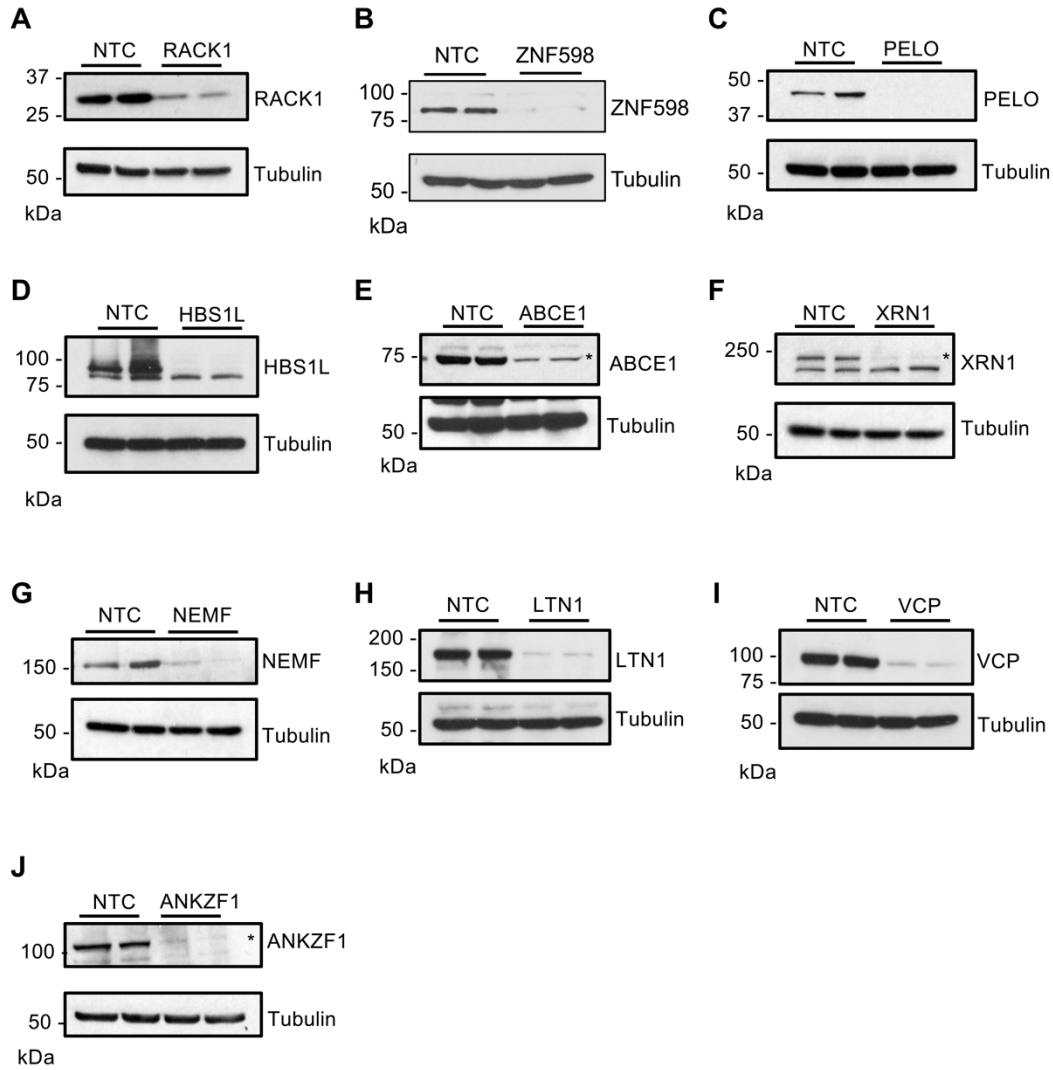 A
NTC RACK1
37 -
25 -
RACK1
50 -
Tubulin
kDa
B
NTC ZNF598
100 -
75 -
ZNF598
50 -
Tubulin
kDa
C
NTC PELO
50 -
37 -
PELO
50 -
Tubulin
kDa
D
NTC HBS1L
100 -
75 -
HBS1L
50 -
Tubulin
kDa
E
NTC ABCE1
75 -
*
ABCE1
50 -
Tubulin
kDa
F
NTC XRN1
250 -
*
XRN1
50 -
Tubulin
kDa
G
NTC NEMF
150 -
NEMF
50 -
Tubulin
kDa
H
NTC LTN1
200 -
150 -
LTN1
50 -
Tubulin
kDa
I
NTC VCP
100 -
75 -
VCP
50 -
Tubulin
kDa
J
NTC ANKZF1
100 -
*
ANKZF1
50 -
Tubulin
kDa